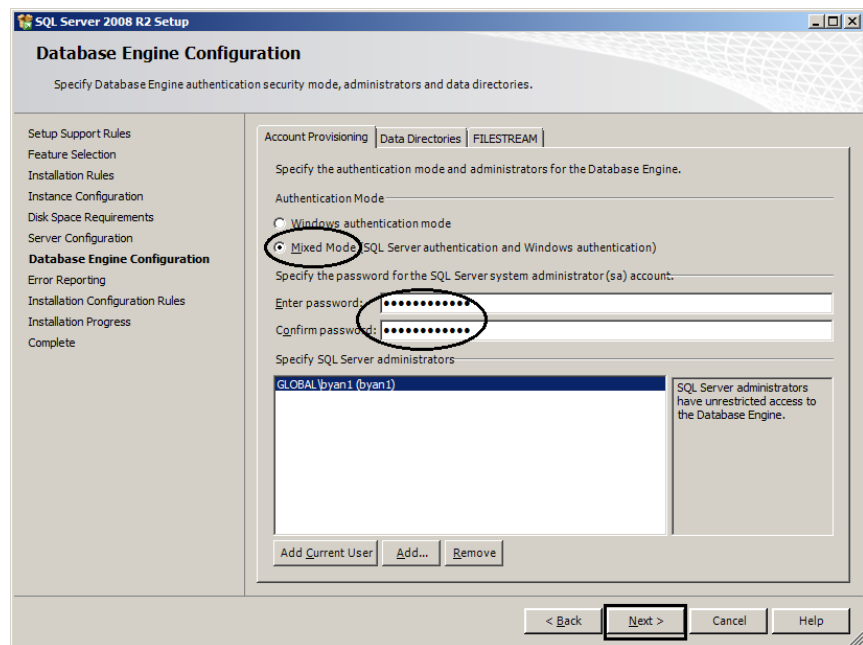 SQL Server 2008 R2 Setup
Database Engine Configuration
Specify Database Engine authentication security mode, administrators and data directories.
Setup Support Rules
Feature Selection
Installation Rules
Instance Configuration
Disk Space Requirements
Server Configuration
Database Engine Configuration
Error Reporting
Installation Configuration Rules
Installation Progress
Complete
Account Provisioning Data Directories FILESTREAM
Specify the authentication mode and administrators for the Database Engine.
Authentication Mode
Windows authentication mode
Mixed Mode (SQL Server authentication and Windows authentication)
Specify the password for the SQL Server system administrator (sa) account.
Enter password: ●●●●●●●●●●●●
Confirm password: ●●●●●●●●●●●●
Specify SQL Server administrators
GLOBAL\byan1 (byan1)
SQL Server administrators
have unrestricted access to
the Database Engine.
Add Current User Add... Remove
< Back Next > Cancel Help